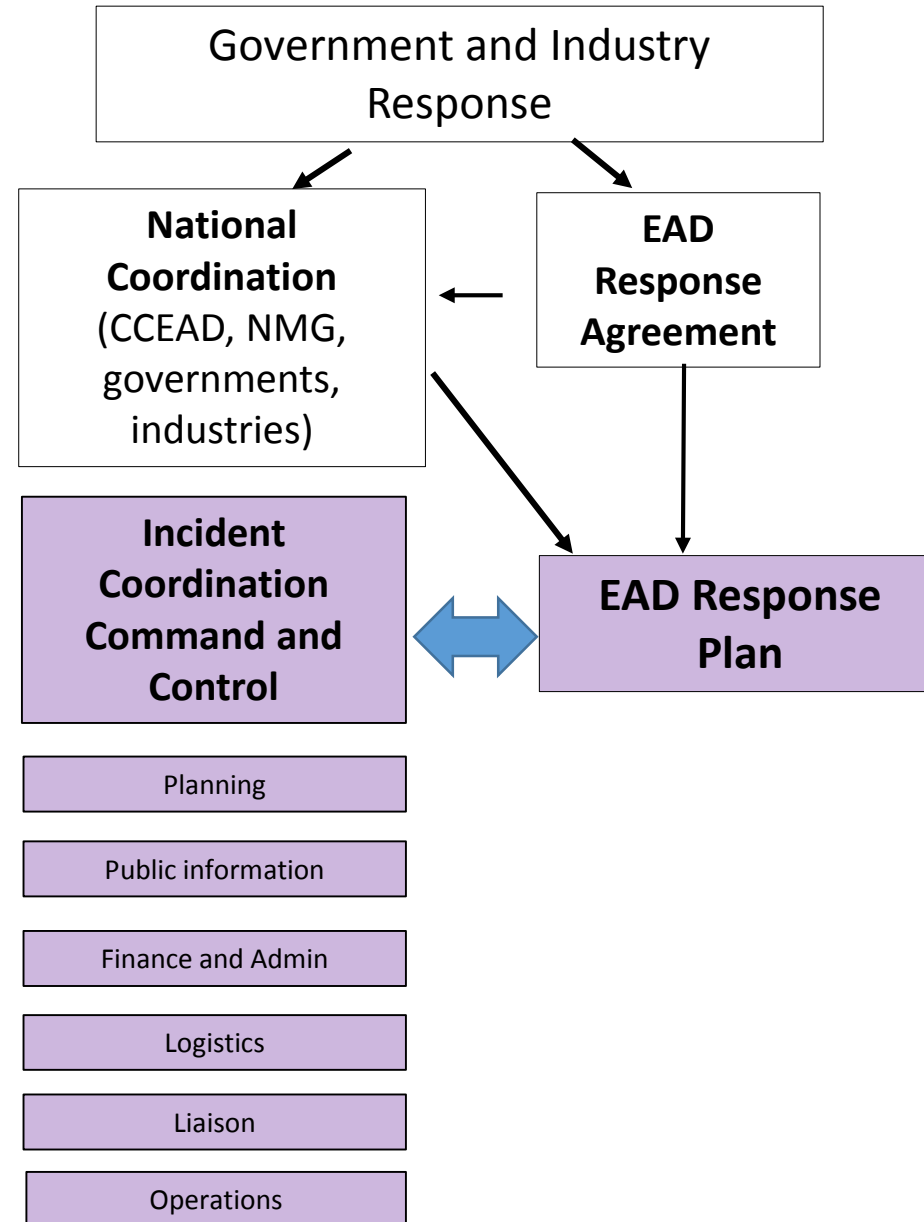 Government and Industry
Response
National
Coordination
(CCEAD, NMG,
governments,
industries)
EAD
Response
Agreement
Incident
Coordination
Command and
Control
EAD Response
Plan
Planning
Public information
Finance and Admin
Logistics
Liaison
Operations